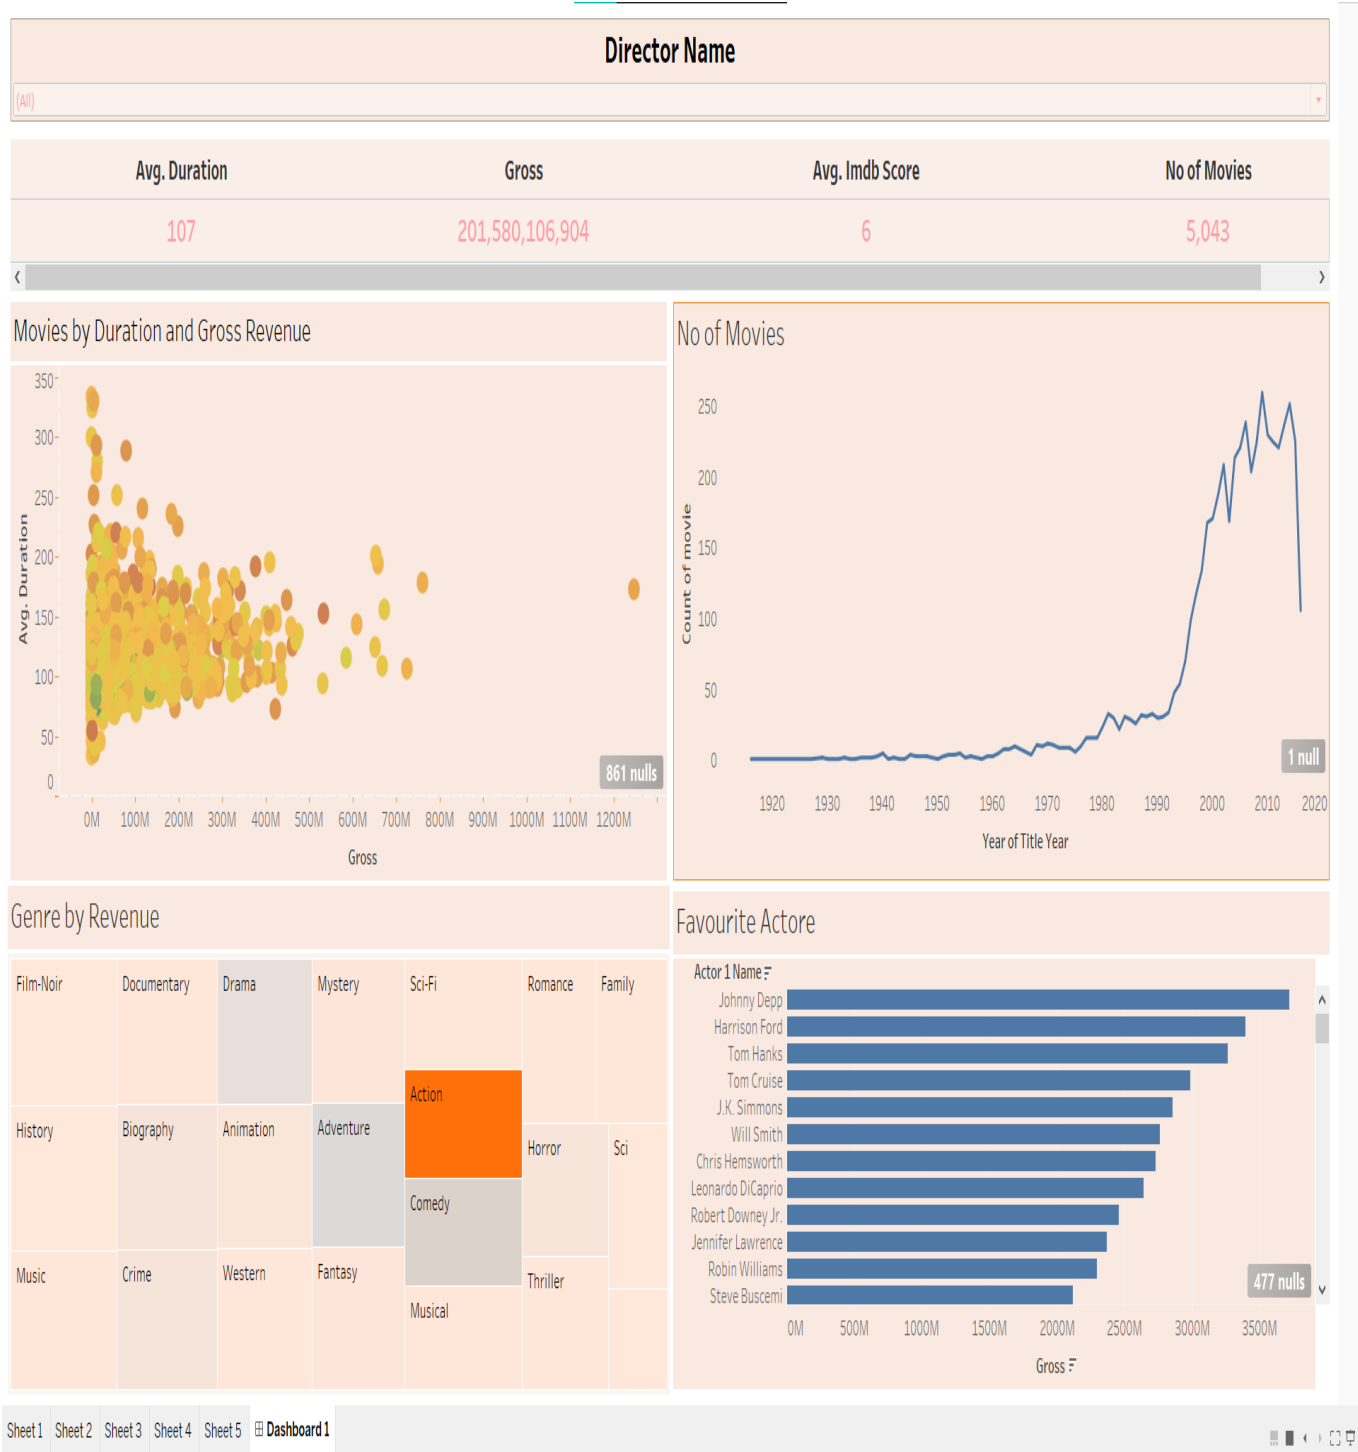 Director Name
(All)
Avg. Duration Gross Avg. Imdb Score No of Movies
107 201,580,106,904 6 5,043
Movies by Duration and Gross Revenue
350
300
250
200
150
100
50
0
Avg. Duration
861 nulls
0M 100M 200M 300M 400M 500M 600M 700M 800M 900M 1000M 1100M 1200M
Gross
No of Movies
250
200
150
100
50
0
Count of movie
1 null
1920 1930 1940 1950 1960 1970 1980 1990 2000 2010 2020
Year of Title Year
Genre by Revenue
Film-Noir Documentary Drama Mystery Sci-Fi Romance Family
Action
History Biography Animation Adventure Horror Sci
Comedy
Music Crime Western Fantasy Thriller
Musical
Favourite Actore
Actor 1 Name
Johnny Depp
Harrison Ford
Tom Hanks
Tom Cruise
J.K. Simmons
Will Smith
Chris Hemsworth
Leonardo DiCaprio
Robert Downey Jr.
Jennifer Lawrence
Robin Williams
Steve Buscemi
477 nulls
0M 500M 1000M 1500M 2000M 2500M 3000M 3500M
Gross
Sheet 1 Sheet 2 Sheet 3 Sheet 4 Sheet 5 Dashboard 1